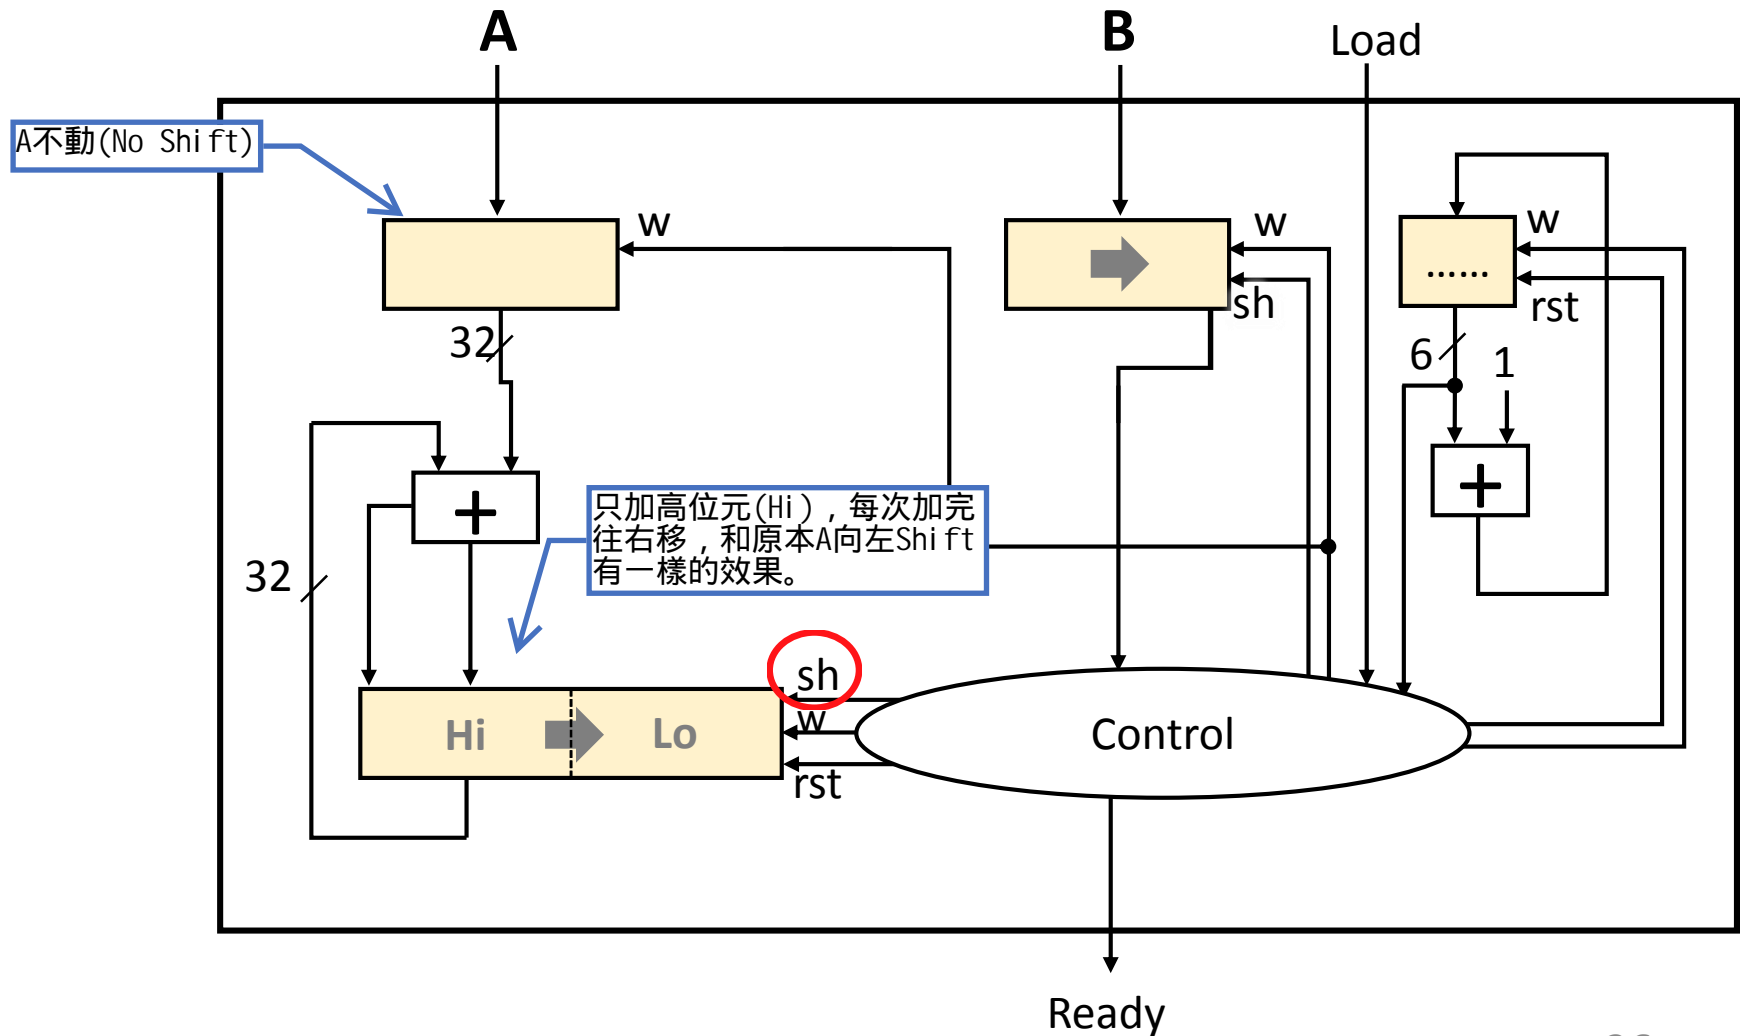 A
B
Load
A不動(No Shift)
w
w
sh
w
......
rst
32
6
1
+
+
只加高位元(Hi)，每次加完
往右移，和原本A向左Shift
有一樣的效果。
32
sh
w
rst
Hi
Lo
Control
Ready